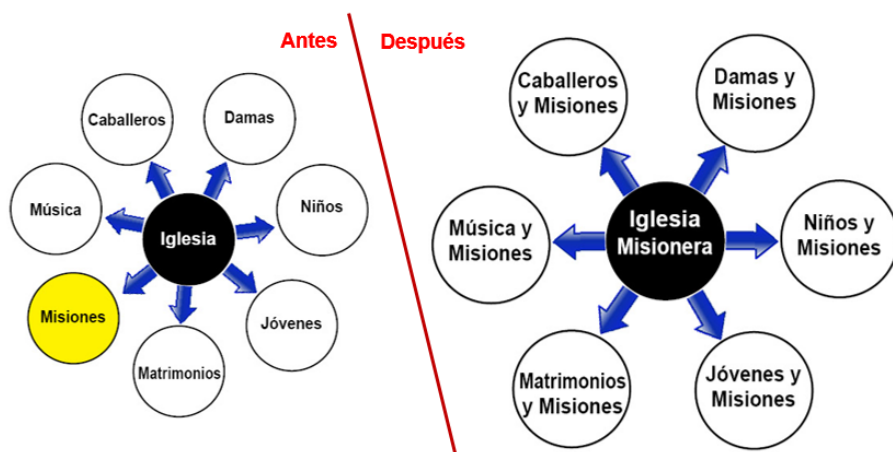 Antes
Caballeros
Damas
Música
Iglesia
Niños
Misiones
Jóvenes
Matrimonios
Después
Caballeros
y Misiones
Damas y
Misiones
Música y
Misiones
Iglesia
Misionera
Niños y
Misiones
Matrimonios
y Misiones
Jóvenes y
Misiones